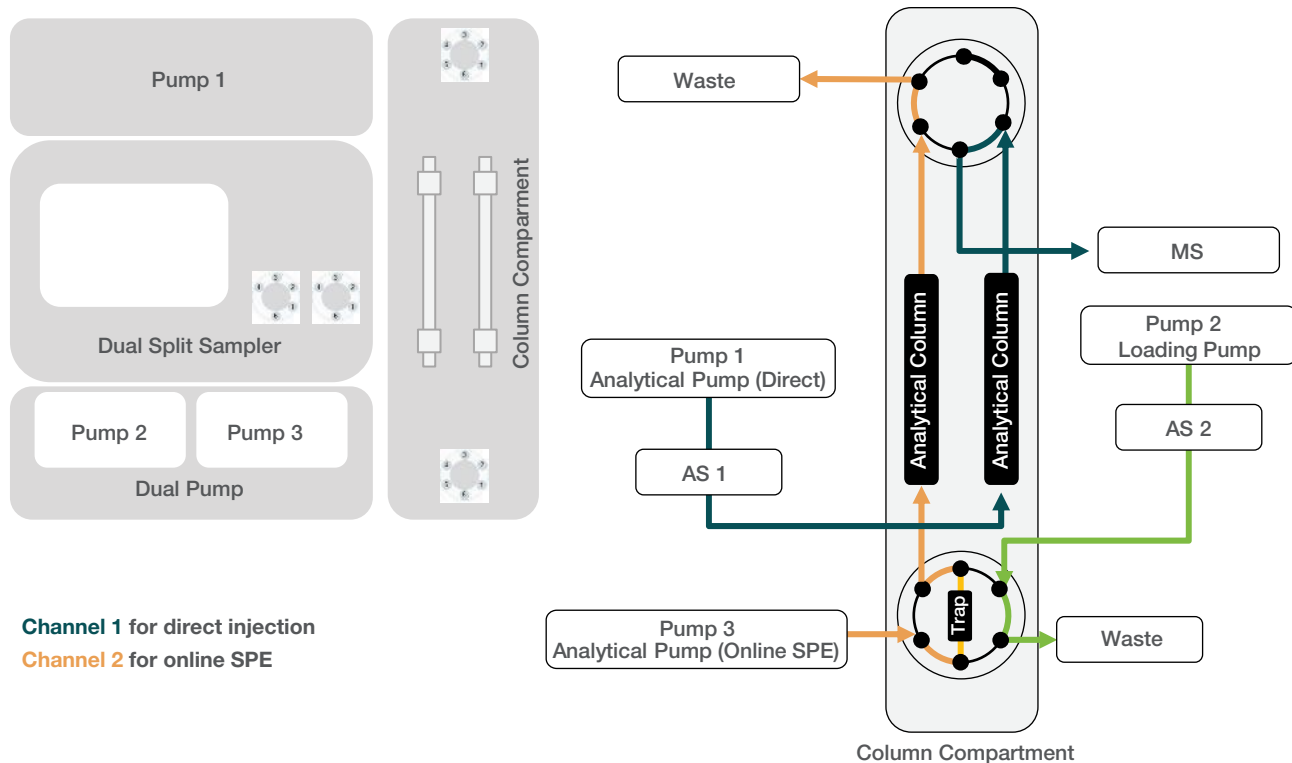 Pump 1
Dual Split Sampler
Pump 2
Pump 3
Dual Pump
Column Comparment
Channel 1 for direct injection
Channel 2 for online SPE
Waste
MS
Analytical Column
Analytical Column
Pump 1
Analytical Pump (Direct)
AS 1
Pump 2
Loading Pump
AS 2
Trap
Pump 3
Analytical Pump (Online SPE)
Waste
Column Compartment